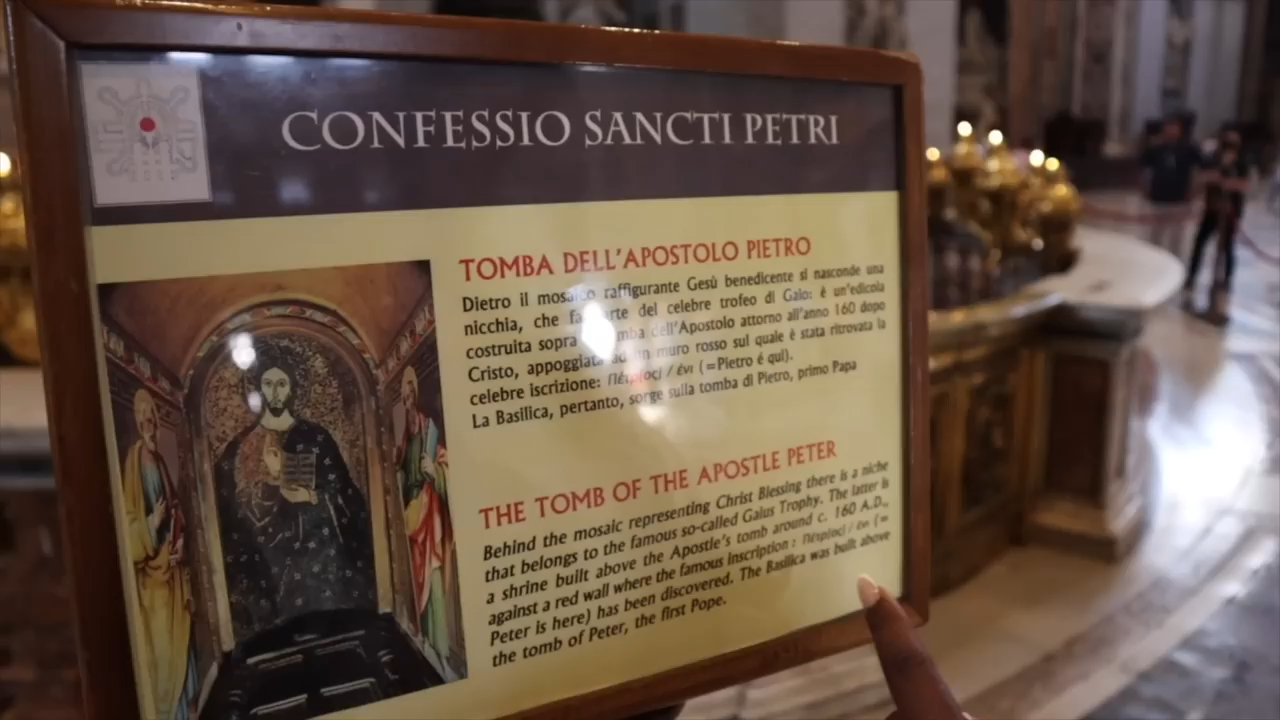 CONFESSIO SANCTI PETRI
TOMBA DELL'APOSTOLO PIETRO
Dietro il mosaico raffigurante Gesù benedicente si nasconde una
nicchia, che fa parte del celebre trofeo di Gaio: è un'edicola
costruita sopra dell'Apostolo attorno all'anno 160 dopo
Cristo, appoggiata ad un muro rosso sul quale è stata ritrovata la
celebre iscrizione: / ένι (=Pietro é qui).
La Basilica, pertanto, sorge sulla tomba di Pietro, primo Papa
THE TOMB OF THE APOSTLE PETER
Behind the mosaic representing Christ Blessing there is a niche
that belongs to the famous so-called Gaius Trophy. The latter is
a shrine built above the Apostle's tomb around c. 160 A.D.,
against a red wall where the famous inscription : / ένι (=
Peter is here) has been discovered. The Basilica was built above
the tomb of Peter, the first Pope.